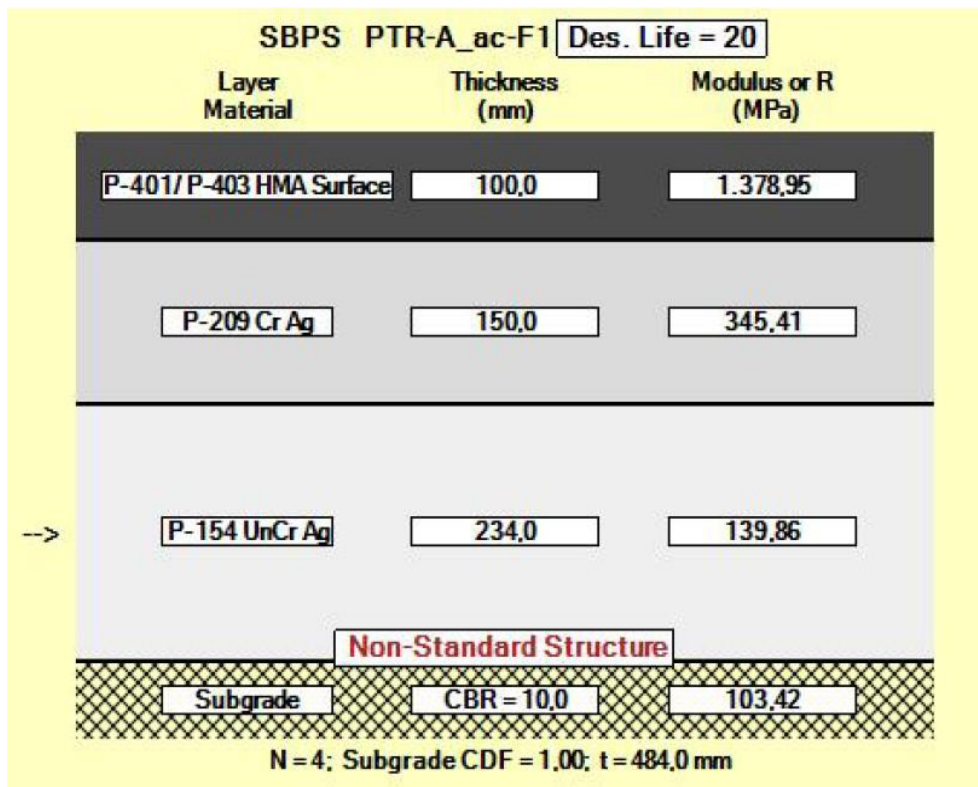 SBPS PTR-A_ac-F1 Des. Life = 20
Layer Material Thickness (mm) Modulus or R (MPa)
P-401/ P-403 HMA Surface 100,0 1.378,95
P-209 Cr Ag 150,0 345,41
--> P-154 UnCr Ag 234,0 139,86
Non-Standard Structure
Subgrade CBR = 10,0 103,42
N = 4; Subgrade CDF = 1,00; t = 484,0 mm